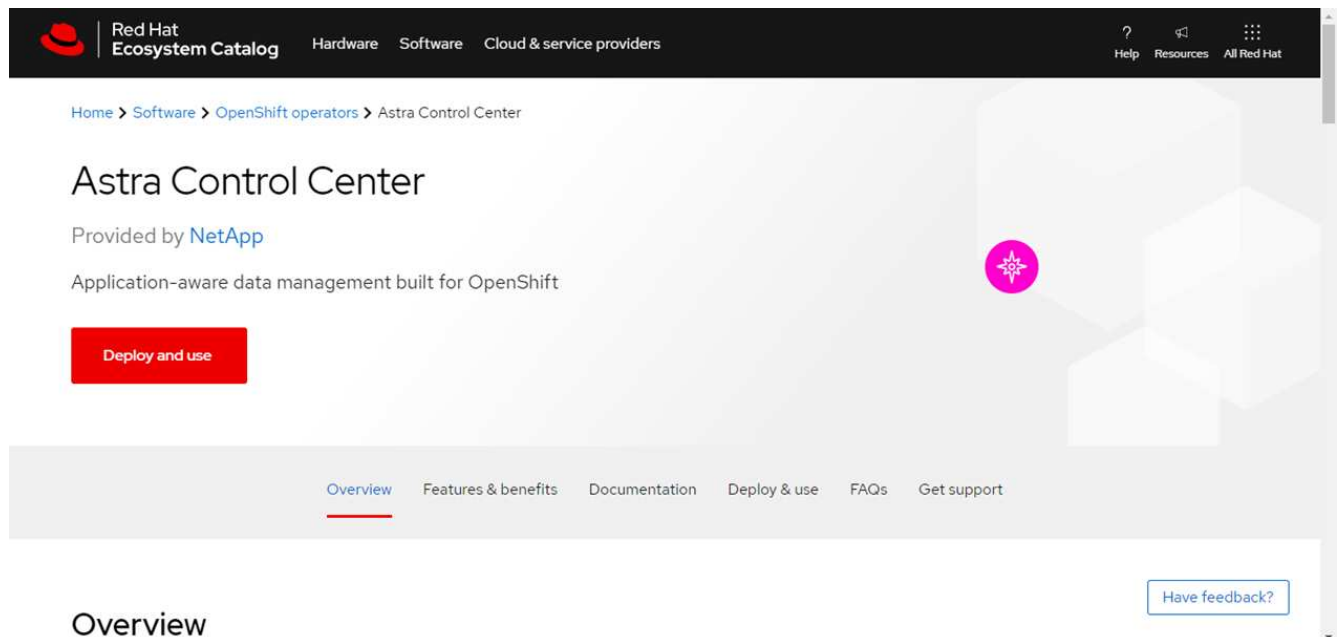 Red Hat
Ecosystem Catalog
Hardware Software Cloud & service providers
? Help Resources All Red Hat
Home > Software > OpenShift operators > Astra Control Center
Astra Control Center
Provided by NetApp
Application-aware data management built for OpenShift
Deploy and use
Overview Features & benefits Documentation Deploy & use FAQs Get support
Have feedback?
Overview